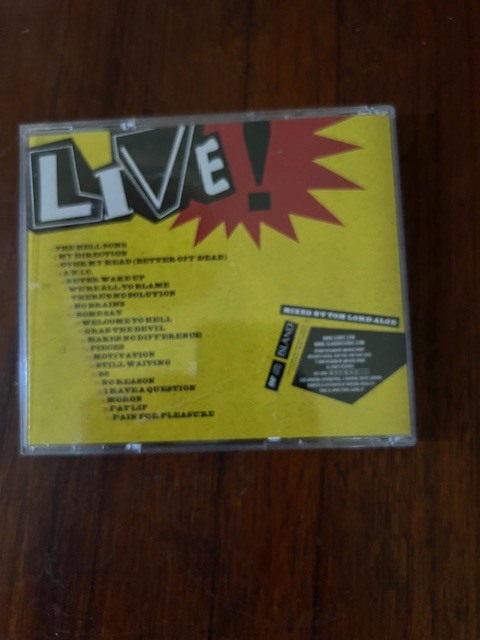 LIVE!
THE HELL SONG
MY DIRECTION
OVER MY HEAD (BETTER OFF DEAD)
A.N.I.C
NEVER WAKE UP
WE'RE ALL TO BLAME
THERE'S NO SOLUTION
NO BRAINS
SOME SAY
WELCOME TO HELL
GRAB THE DEVIL
MAKES NO DIFFERENCE
PIECES
MOTIVATION
STILL WAITING
88
NO REASON
I HAVE A QUESTION
MORON
FAT LIP
PAIN FOR PLEASURE
MIXED BY TOM LORD-ALGE
ISLAND